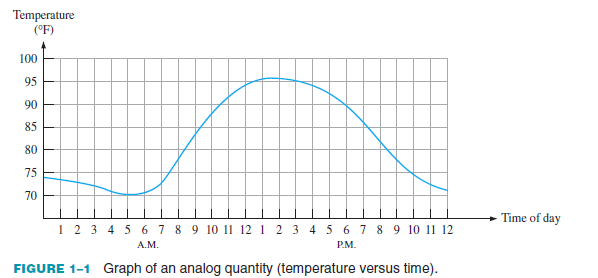 Temperature
(°F)
100
95
90
85
80
75
70
1 2 3 4 5 6 7 8 9 10 11 12 1 2 3 4 5 6 7 8 9 10 11 12
Time of day
A.M. P.M.
FIGURE 1–1 Graph of an analog quantity (temperature versus time).